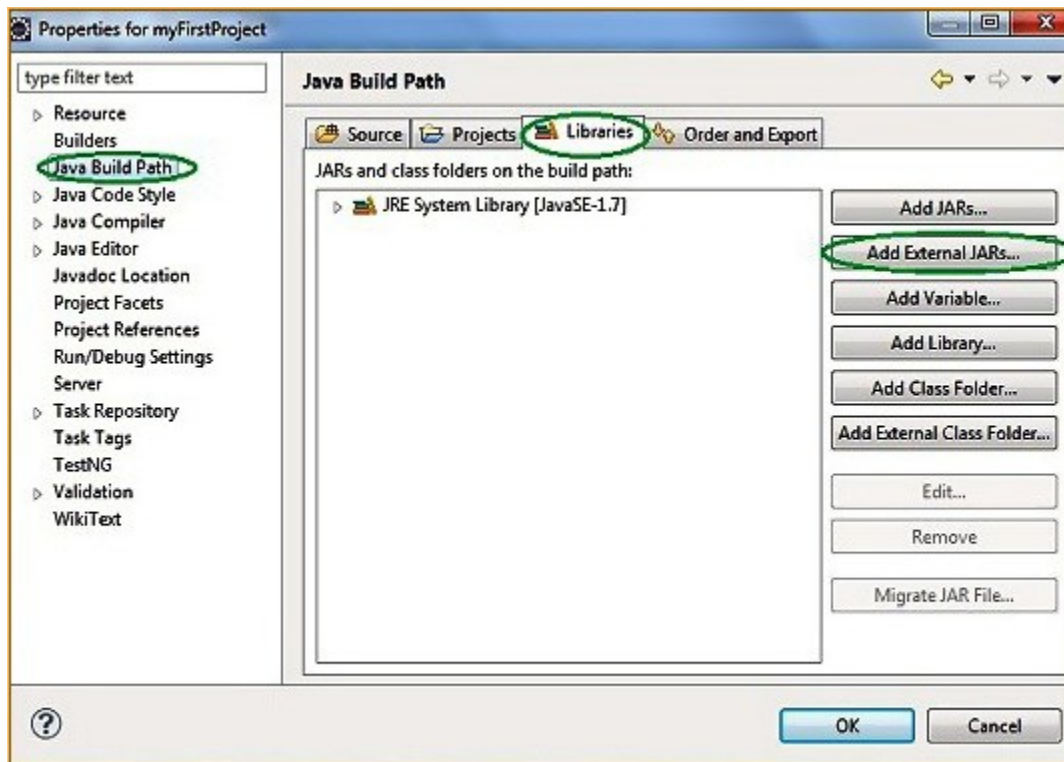 Properties for myFirstProject
type filter text
Resource
Builders
Java Build Path
Java Code Style
Java Compiler
Java Editor
Javadoc Location
Project Facets
Project References
Run/Debug Settings
Server
Task Repository
Task Tags
TestNG
Validation
WikiText
Java Build Path
Source Projects Libraries Order and Export
JARs and class folders on the build path:
JRE System Library [JavaSE-1.7]
Add JARs...
Add External JARs...
Add Variable...
Add Library...
Add Class Folder...
Add External Class Folder...
Edit...
Remove
Migrate JAR File...
OK Cancel